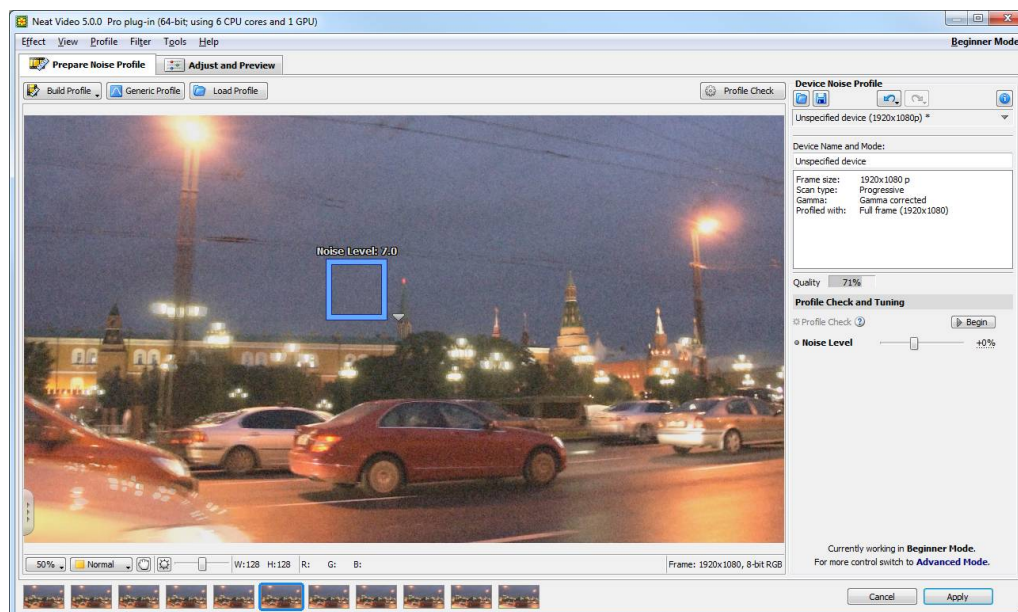 Neat Video 5.0.0 Pro plug-in (64-bit; using 6 CPU cores and 1 GPU)
Effect View Profile Filter Tools Help
Beginner Mode
Prepare Noise Profile
Adjust and Preview
Build Profile
Generic Profile
Load Profile
Profile Check
Device Noise Profile
Unspecified device (1920x1080p) *
Device Name and Mode:
Unspecified device
Frame size: 1920x1080 p
Scan type: Progressive
Gamma: Gamma corrected
Profiled with: Full frame (1920x1080)
Noise Level: 7.0
Quality 71%
Profile Check and Tuning
Profile Check ? Begin
Noise Level +0%
Currently working in Beginner Mode.
For more control switch to Advanced Mode.
50% Normal W:128 H:128 R: G: B: Frame: 1920x1080, 8-bit RGB
Cancel Apply